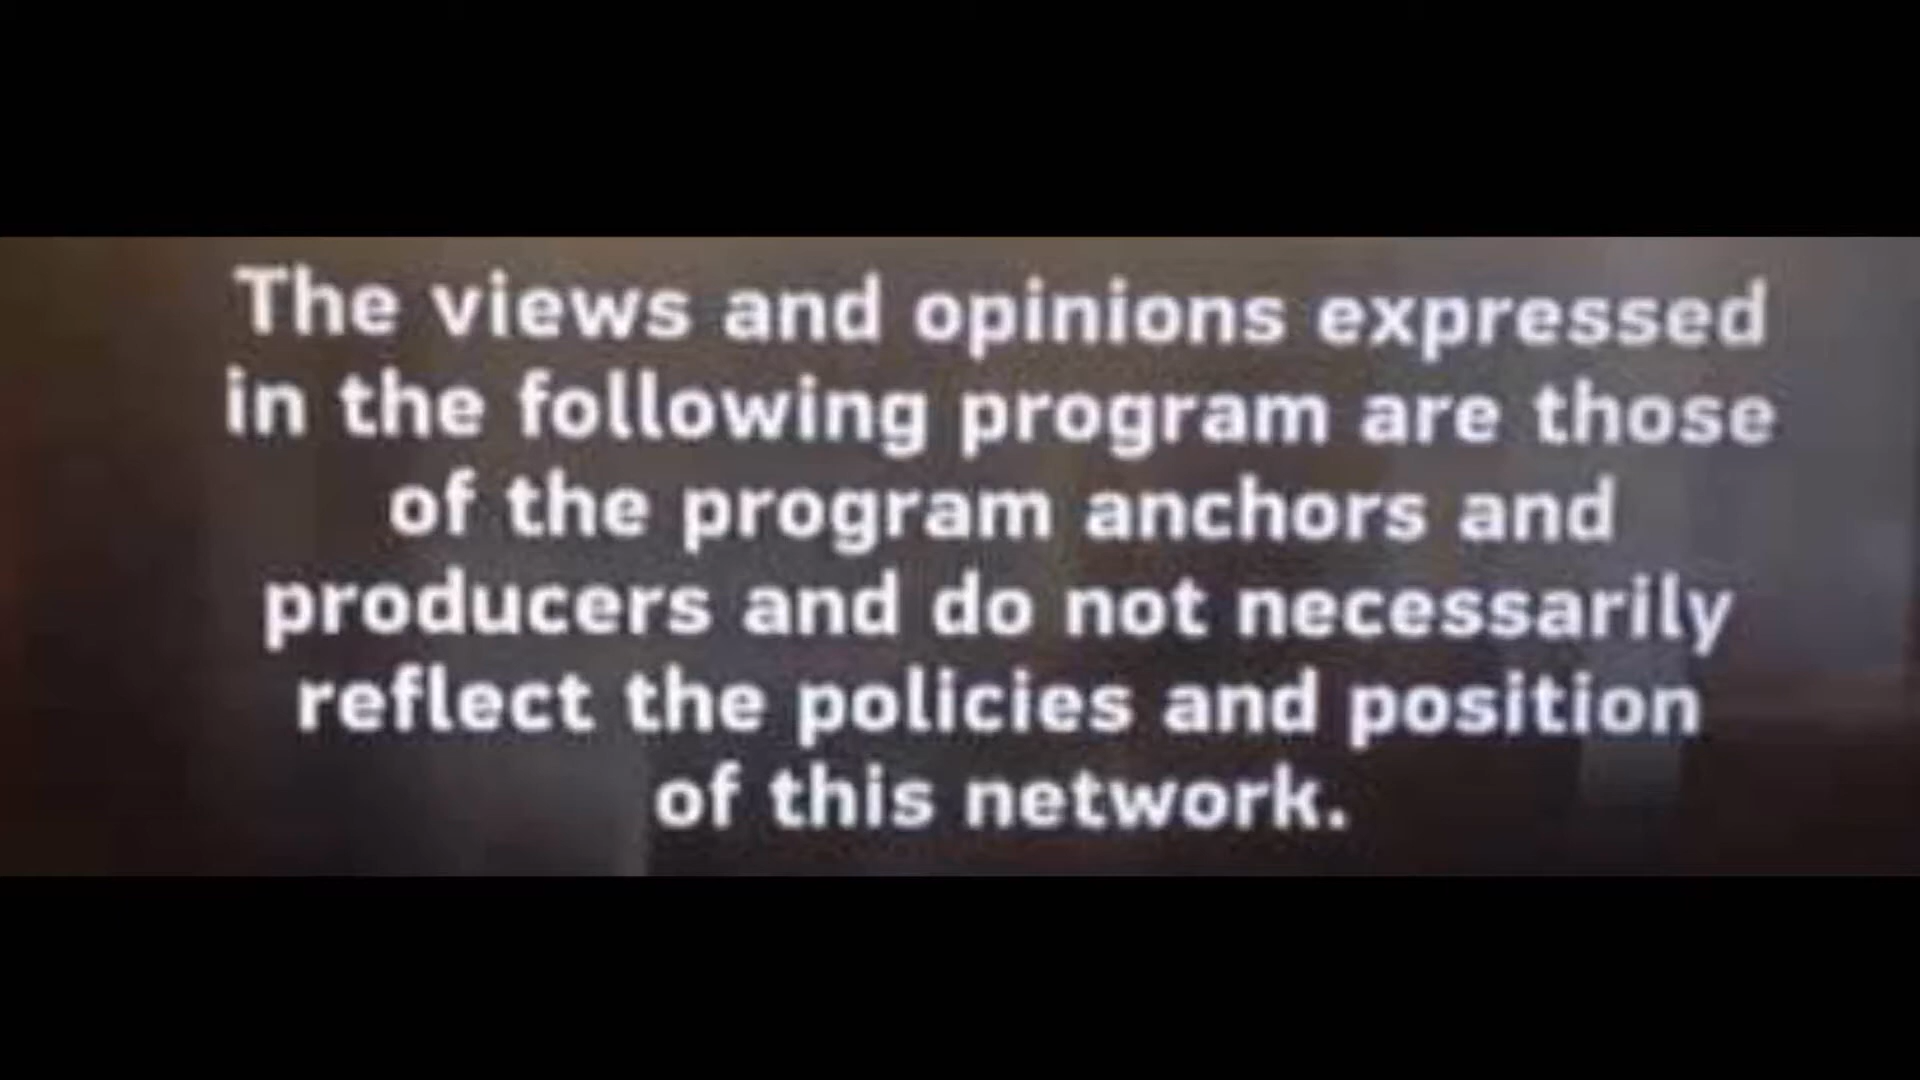 The views and opinions expressed
in the following program are those
of the program anchors and
producers and do not necessarily
reflect the policies and position
of this network.